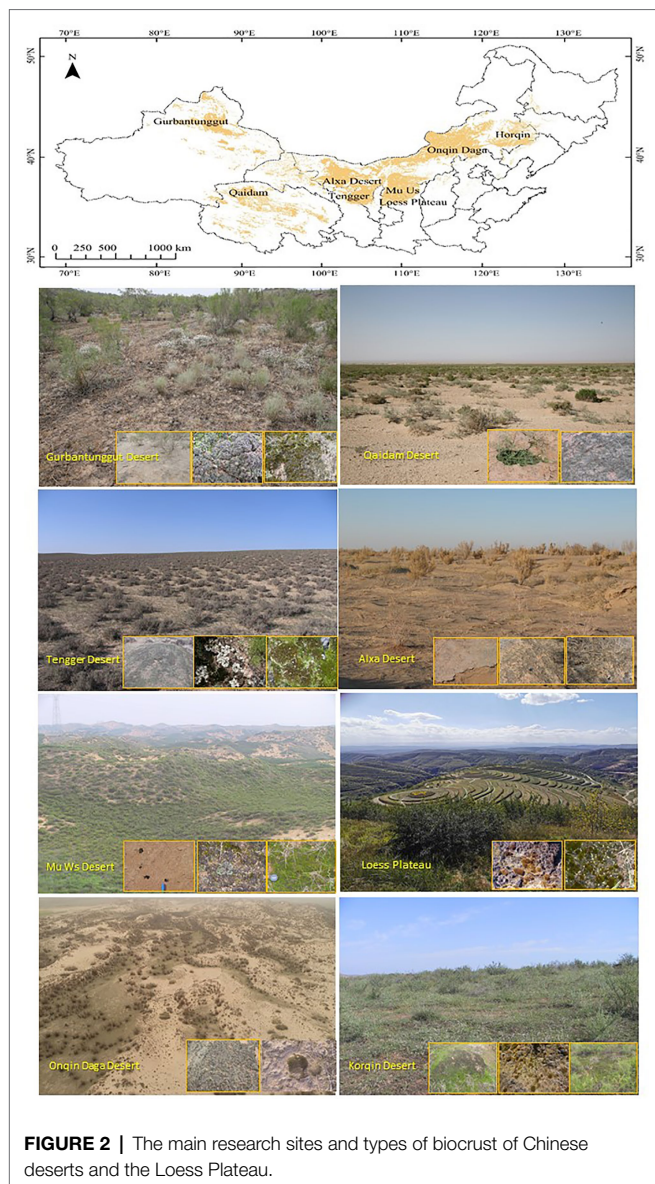 70°E 80°E 90°E 100°E 110°E 120°E 130°E
50°N 50°N
N
Gurbantunggut
Horqin
Onqin Daga
40°N 40°N
Alxa Desert
Qaidam Tengger Mu Us
Loess Plateau
0 250 500 1000 km
30°N 30°N
70°E 80°E 90°E 100°E 110°E 120°E 130°E
Gurbantunggut Desert
Qaidam Desert
Tengger Desert
Alxa Desert
Mu Ws Desert
Loess Plateau
Onqin Daga Desert
Korqin Desert
FIGURE 2 | The main research sites and types of biocrust of Chinese
deserts and the Loess Plateau.